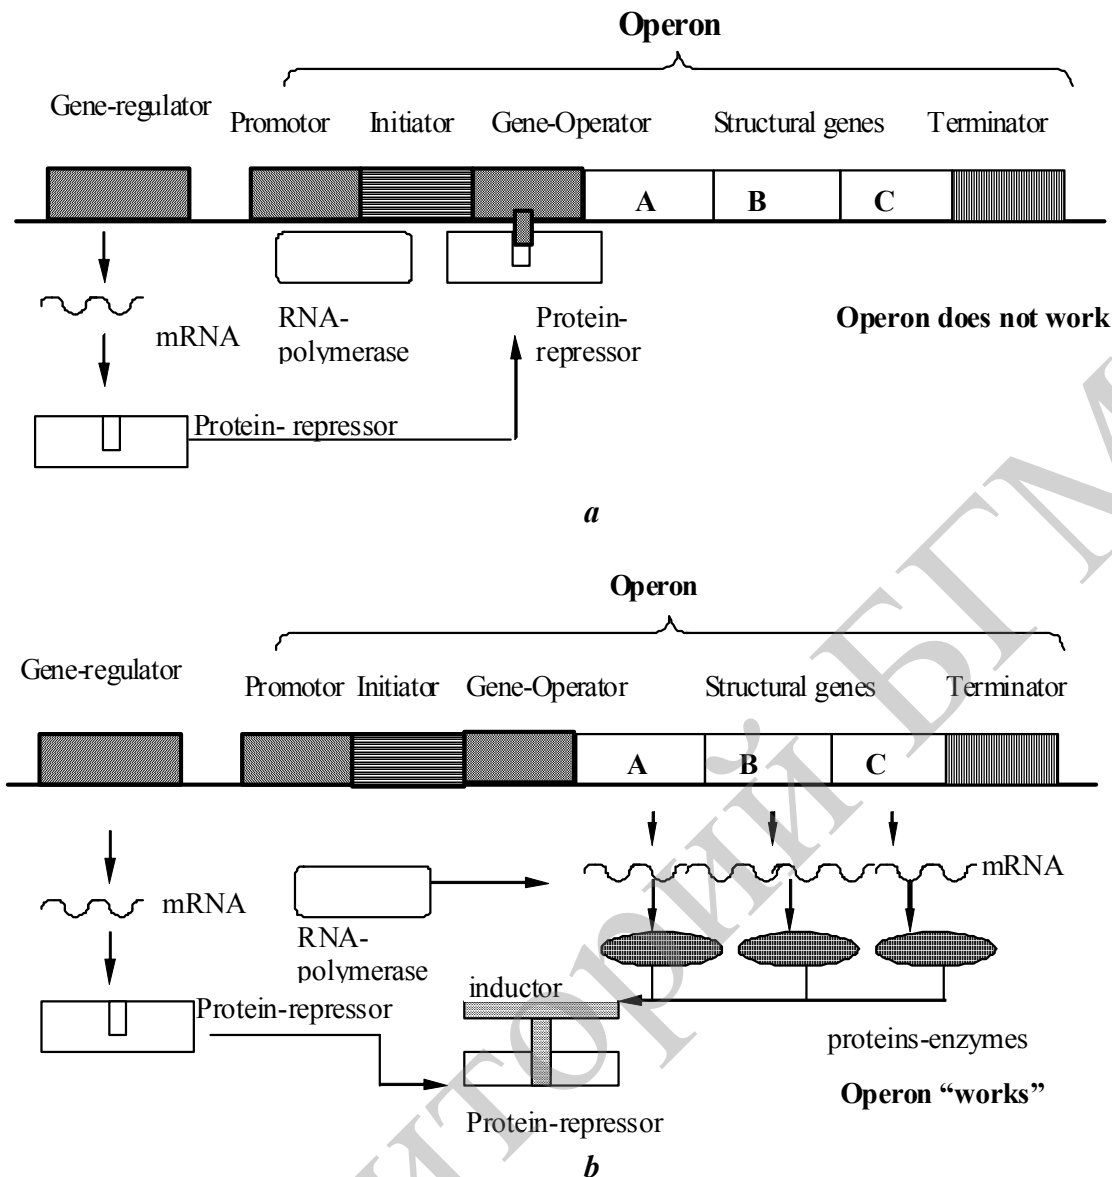 Operon
Gene-regulator
Promotor Initiator Gene-Operator Structural genes Terminator
A B C
mRNA
RNA-
polymerase
Protein-
repressor
Operon does not work
Protein- repressor
a
Operon
Gene-regulator
Promotor Initiator Gene-Operator Structural genes Terminator
A B C
mRNA
mRNA
RNA-
polymerase
Protein-repressor
inductor
proteins-enzymes
Operon “works”
Protein-repressor
b
иторий БГМ